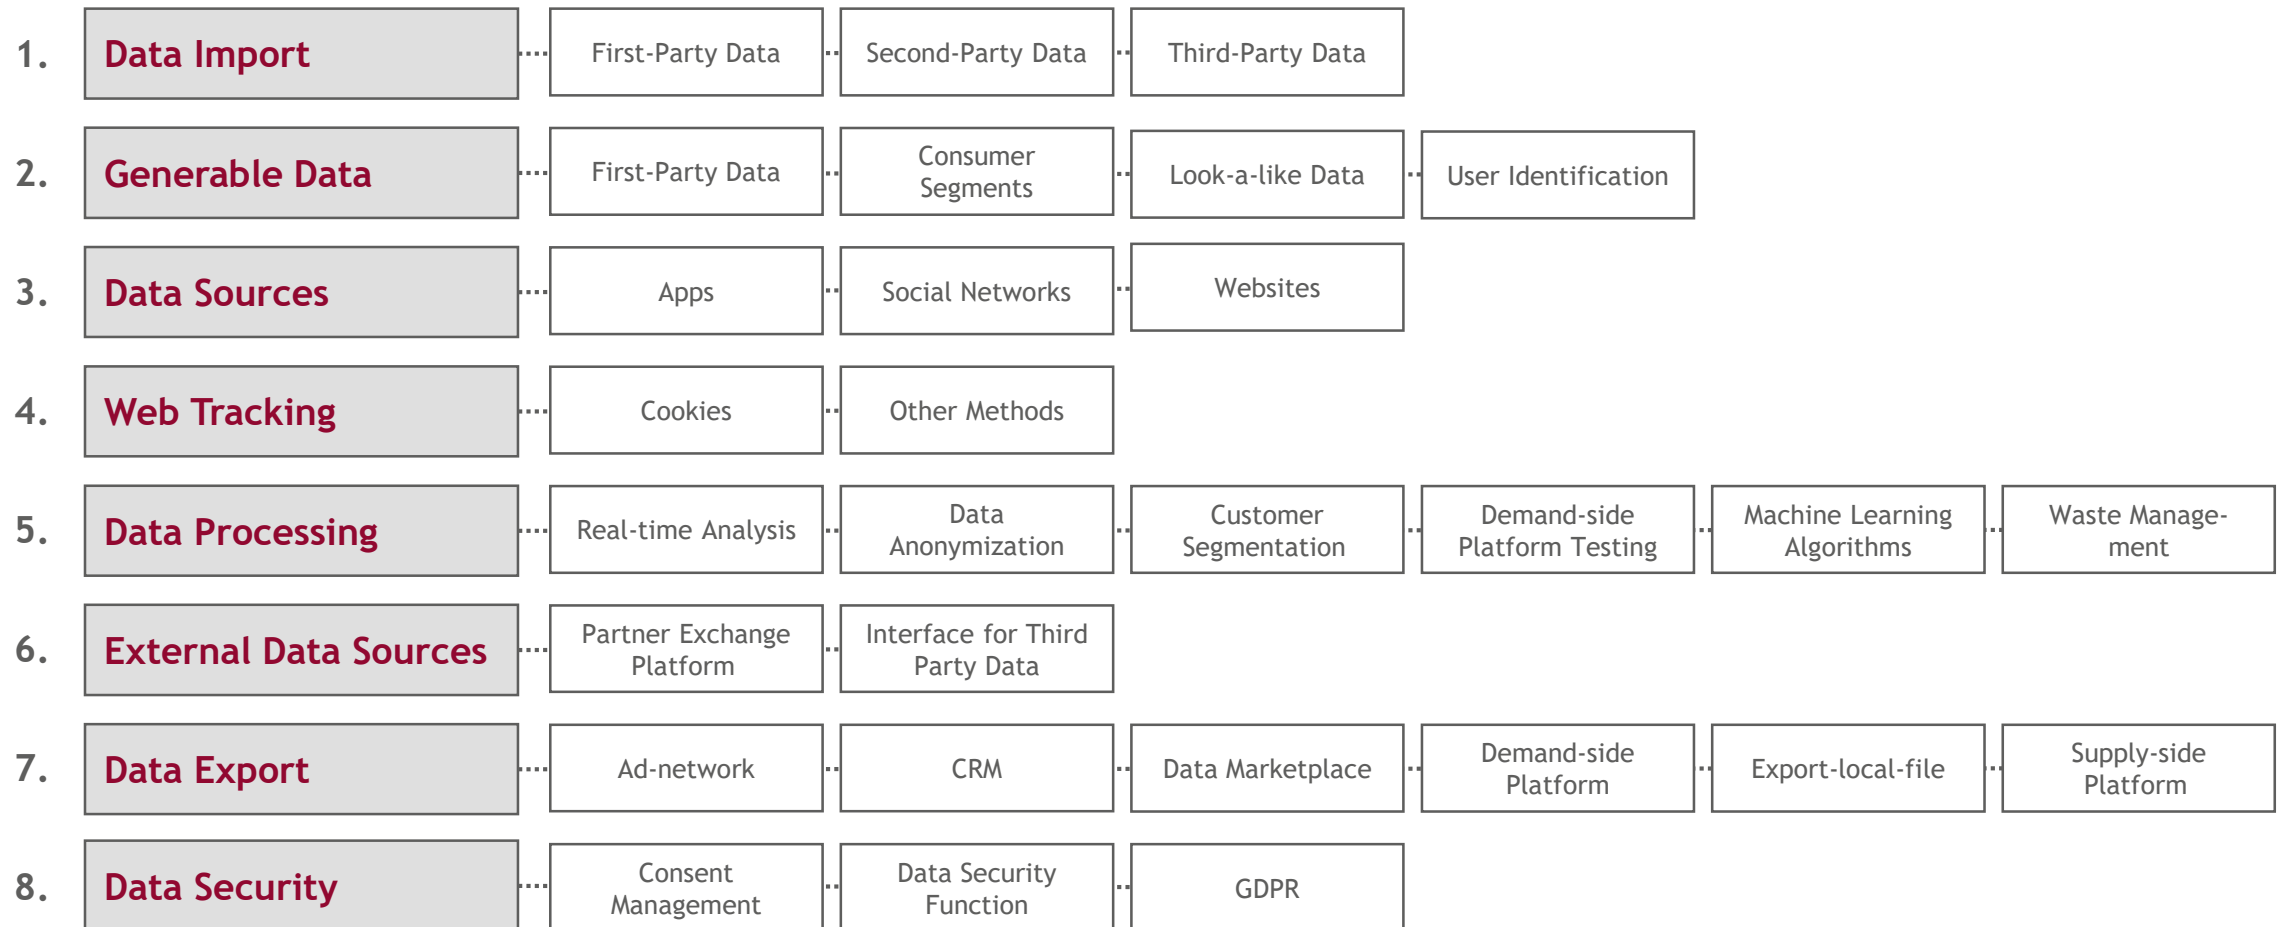 1. Data Import First-Party Data Second-Party Data Third-Party Data
2. Generable Data First-Party Data Consumer
Segments Look-a-like Data User Identification
3. Data Sources Apps Social Networks Websites
4. Web Tracking Cookies Other Methods
5. Data Processing Real-time Analysis Data
Anonymization Customer
Segmentation Demand-side
Platform Testing Machine Learning
Algorithms Waste Manage-
ment
6. External Data Sources Partner Exchange
Platform Interface for Third
Party Data
7. Data Export Ad-network CRM Data Marketplace Demand-side
Platform Export-local-file Supply-side
Platform
8. Data Security Consent
Management Data Security
Function GDPR